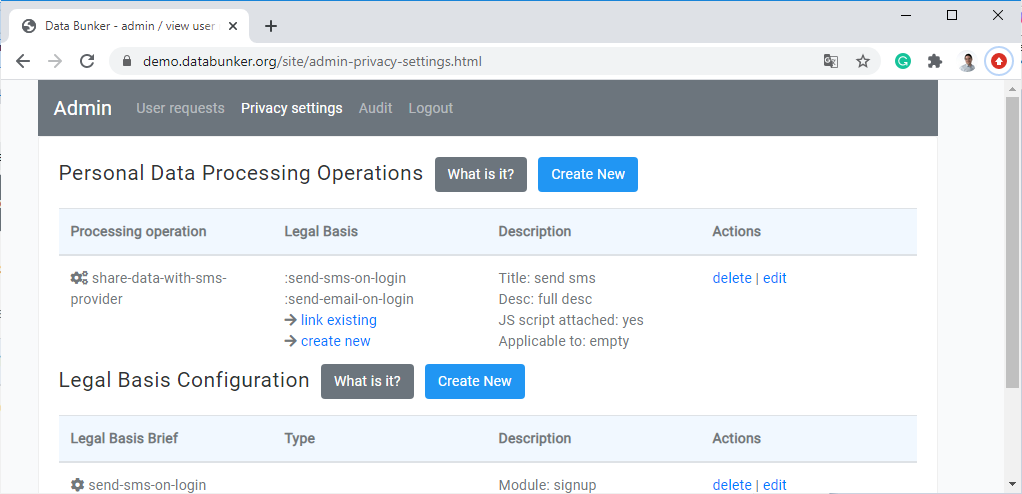 Data Bunker - admin / view user
demo.databunker.org/site/admin-privacy-settings.html
Admin User requests Privacy settings Audit Logout
Personal Data Processing Operations What is it? Create New
Processing operation Legal Basis Description Actions
share-data-with-sms-provider :send-sms-on-login Title: send sms delete | edit
:send-email-on-login Desc: full desc
→ link existing JS script attached: yes
→ create new Applicable to: empty
Legal Basis Configuration What is it? Create New
Legal Basis Brief Type Description Actions
send-sms-on-login Module: signup delete | edit